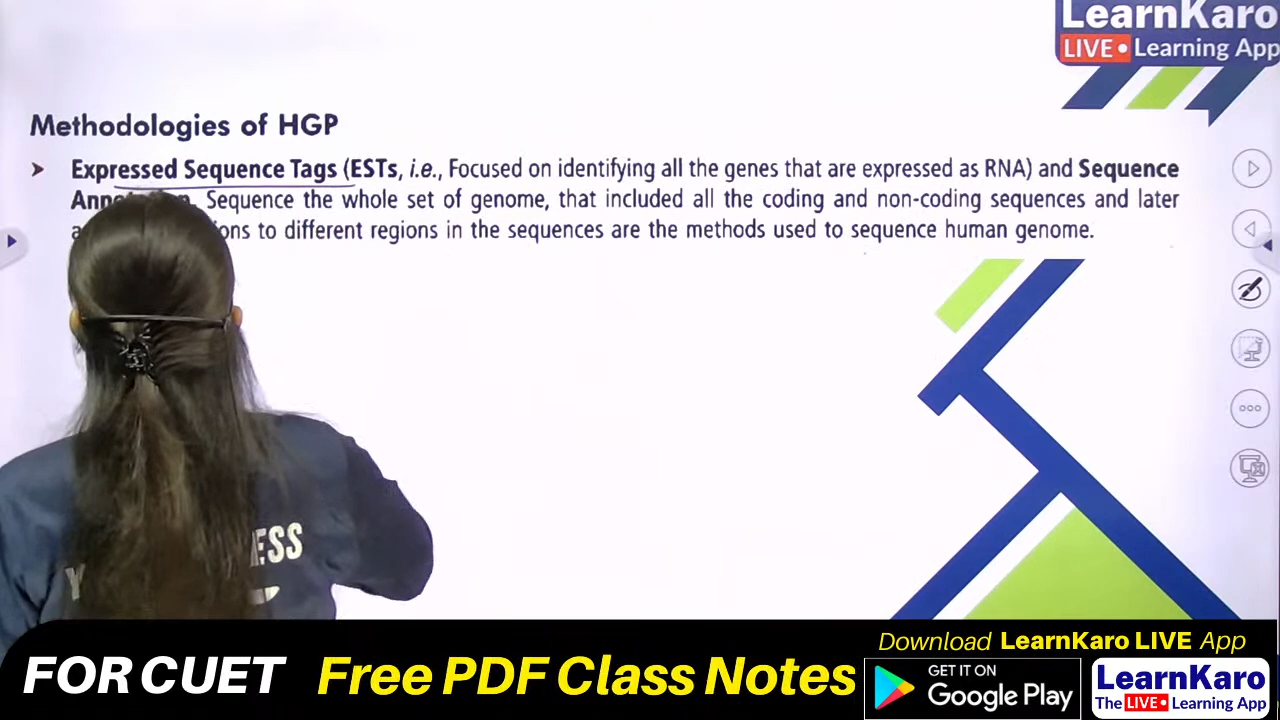 LearnKaro
LIVE • Learning App
Methodologies of HGP
➤ Expressed Sequence Tags (ESTs, i.e., Focused on identifying all the genes that are expressed as RNA) and Sequence
Sequence the whole set of genome, that included all the coding and non-coding sequences and later
to different regions in the sequences are the methods used to sequence human genome.
ESS
FOR CUET Free PDF Class Notes
Download LearnKaro LIVE App
GET IT ON
Google Play
LearnKaro
The LIVE • Learning App